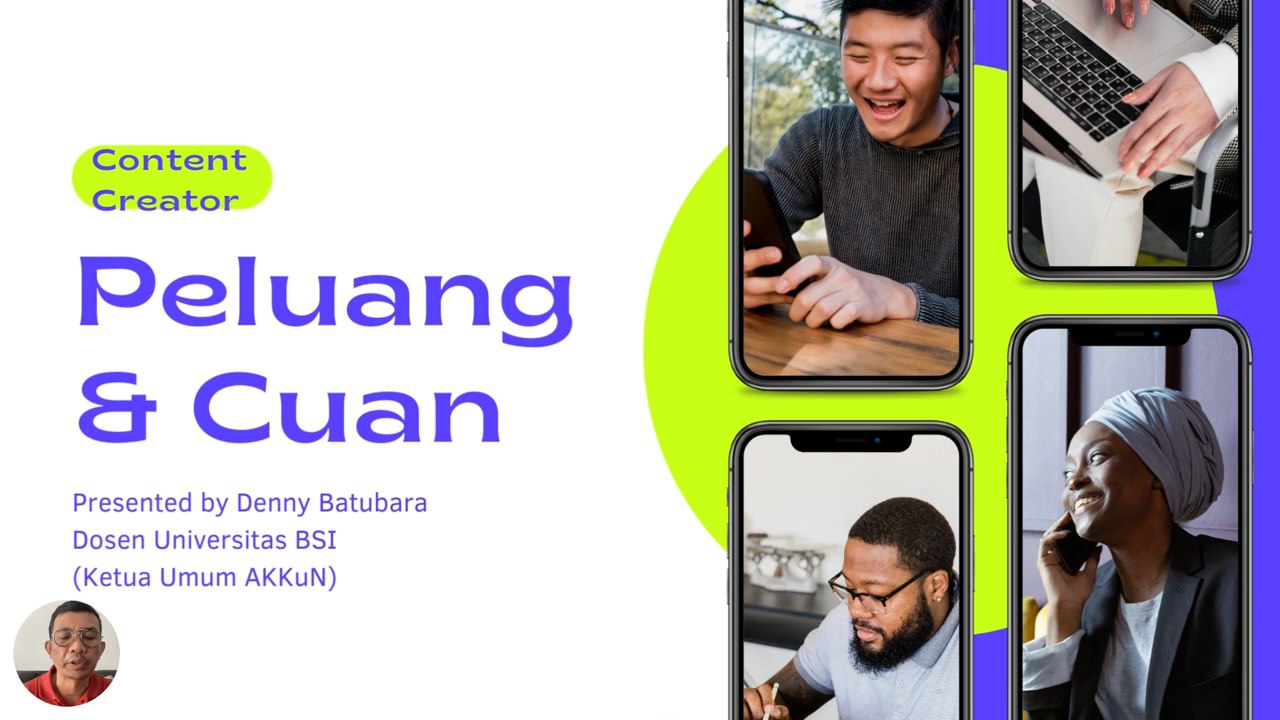 Content
Creator
Peluang
& Cuan
Presented by Denny Batubara
Dosen Universitas BSI
(Ketua Umum AKKuN)